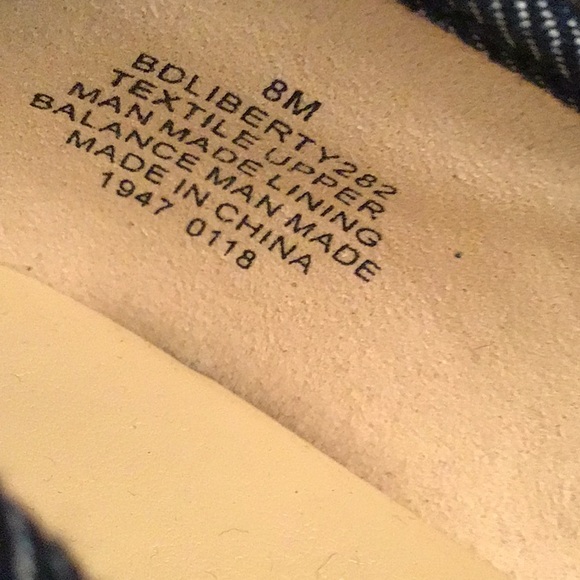 8M
BDLIBERTY282
TEXTILE UPPER
MAN MADE LINING
BALANCE MAN MADE
MADE IN CHINA
1947 0118